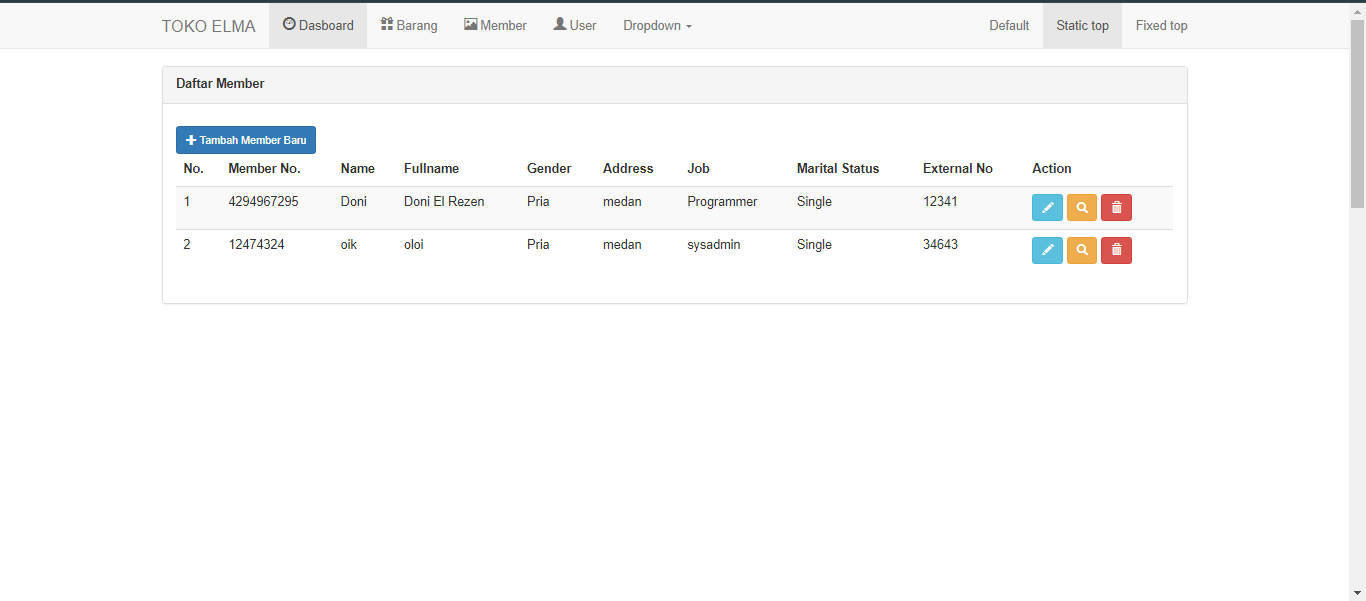 TOKO ELMA Dasboard Barang Member User Dropdown Default Static top Fixed top
Daftar Member
Tambah Member Baru
No. Member No. Name Fullname Gender Address Job Marital Status External No Action
1 4294967295 Doni Doni El Rezen Pria medan Programmer Single 12341
2 12474324 oik oloi Pria medan sysadmin Single 34643